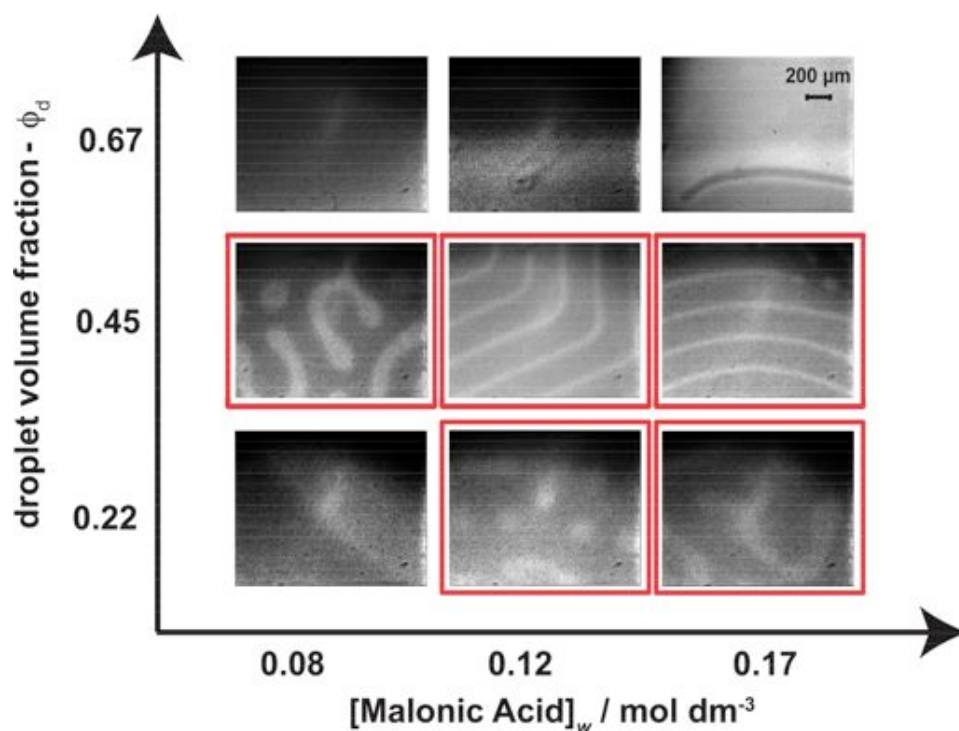 droplet volume fraction - ϕd
0.67
0.45
0.22
200 µm
0.08
0.12
0.17
[Malonic Acid]w / mol dm-3